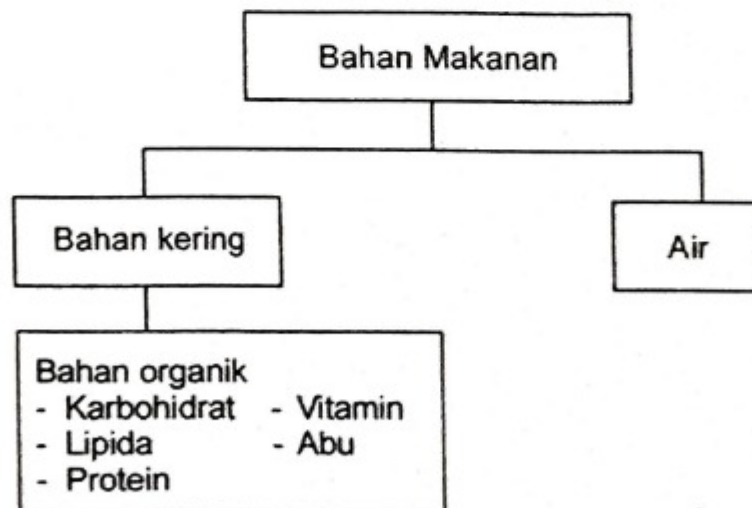 Bahan Makanan
Bahan kering
Air
Bahan organik
- Karbohidrat - Vitamin
- Lipida - Abu
- Protein